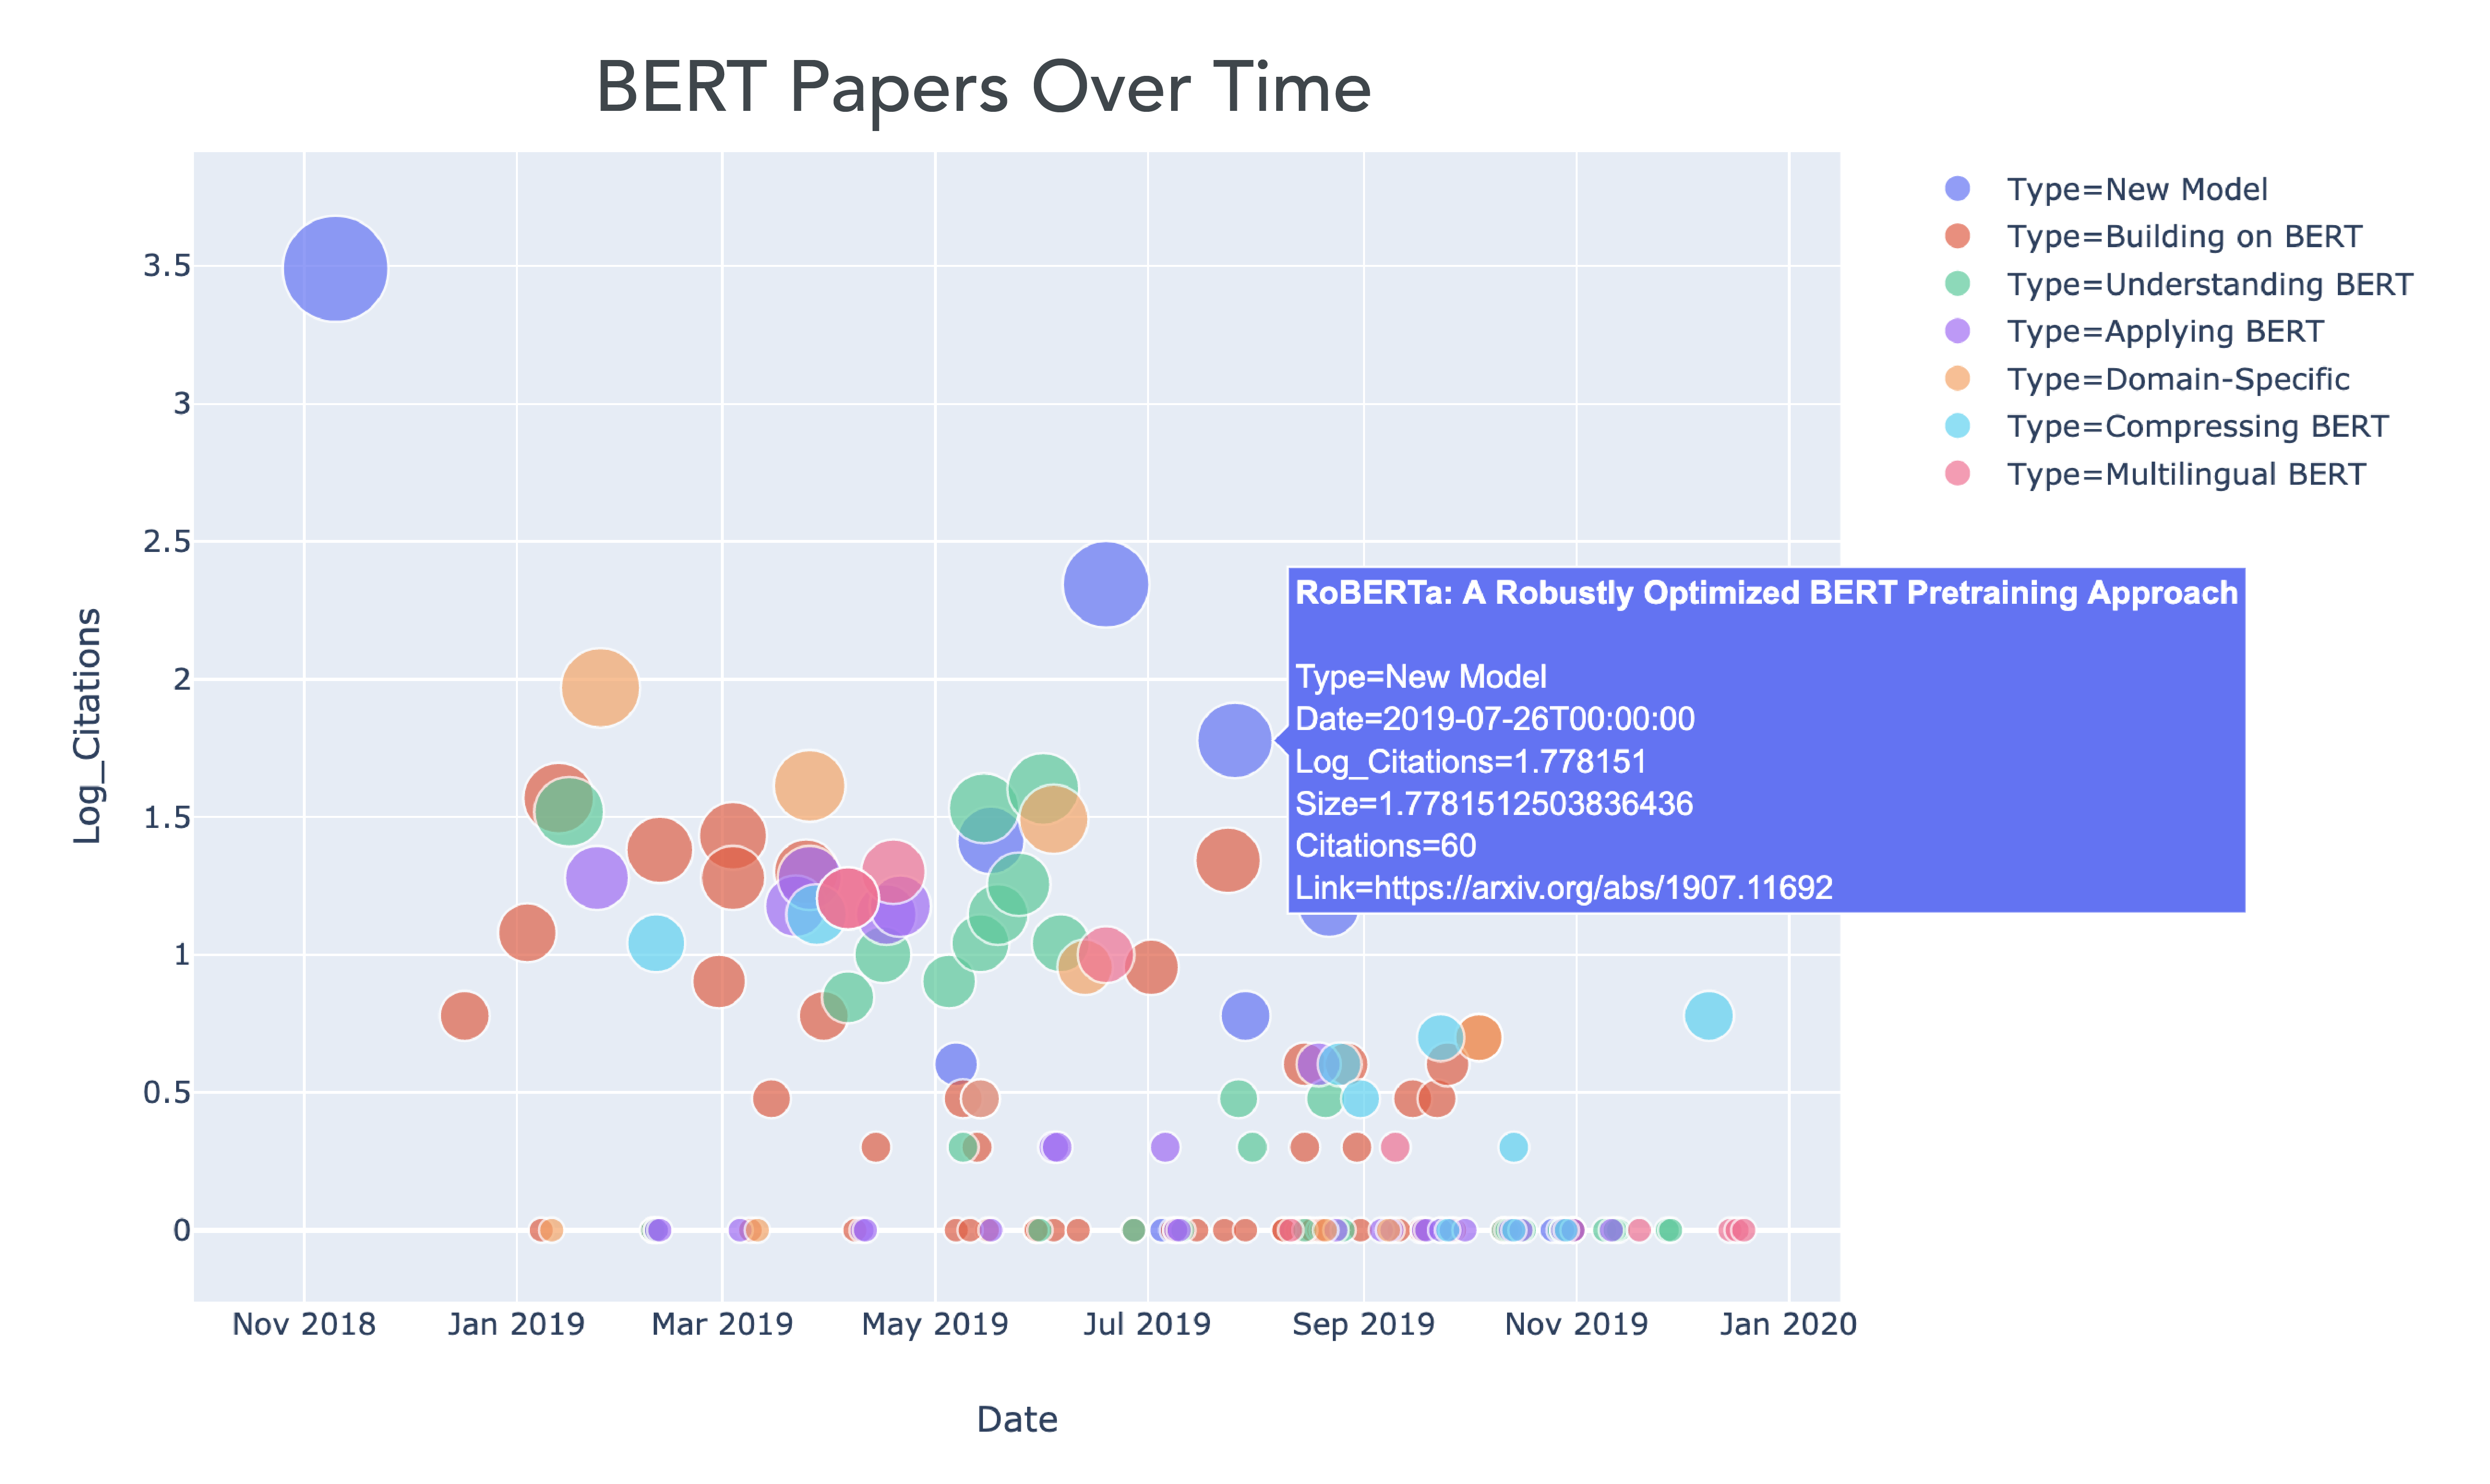 BERT Papers Over Time
3.5
3
2.5
2
1.5
1
0.5
0
Log_Citations
Nov 2018
Jan 2019
Mar 2019
May 2019
Jul 2019
Sep 2019
Nov 2019
Jan 2020
Date
Type=New Model
Type=Building on BERT
Type=Understanding BERT
Type=Applying BERT
Type=Domain-Specific
Type=Compressing BERT
Type=Multilingual BERT
RoBERTa: A Robustly Optimized BERT Pretraining Approach
Type=New Model
Date=2019-07-26T00:00:00
Log_Citations=1.778151
Size=1.7781512503836436
Citations=60
Link=https://arxiv.org/abs/1907.11692